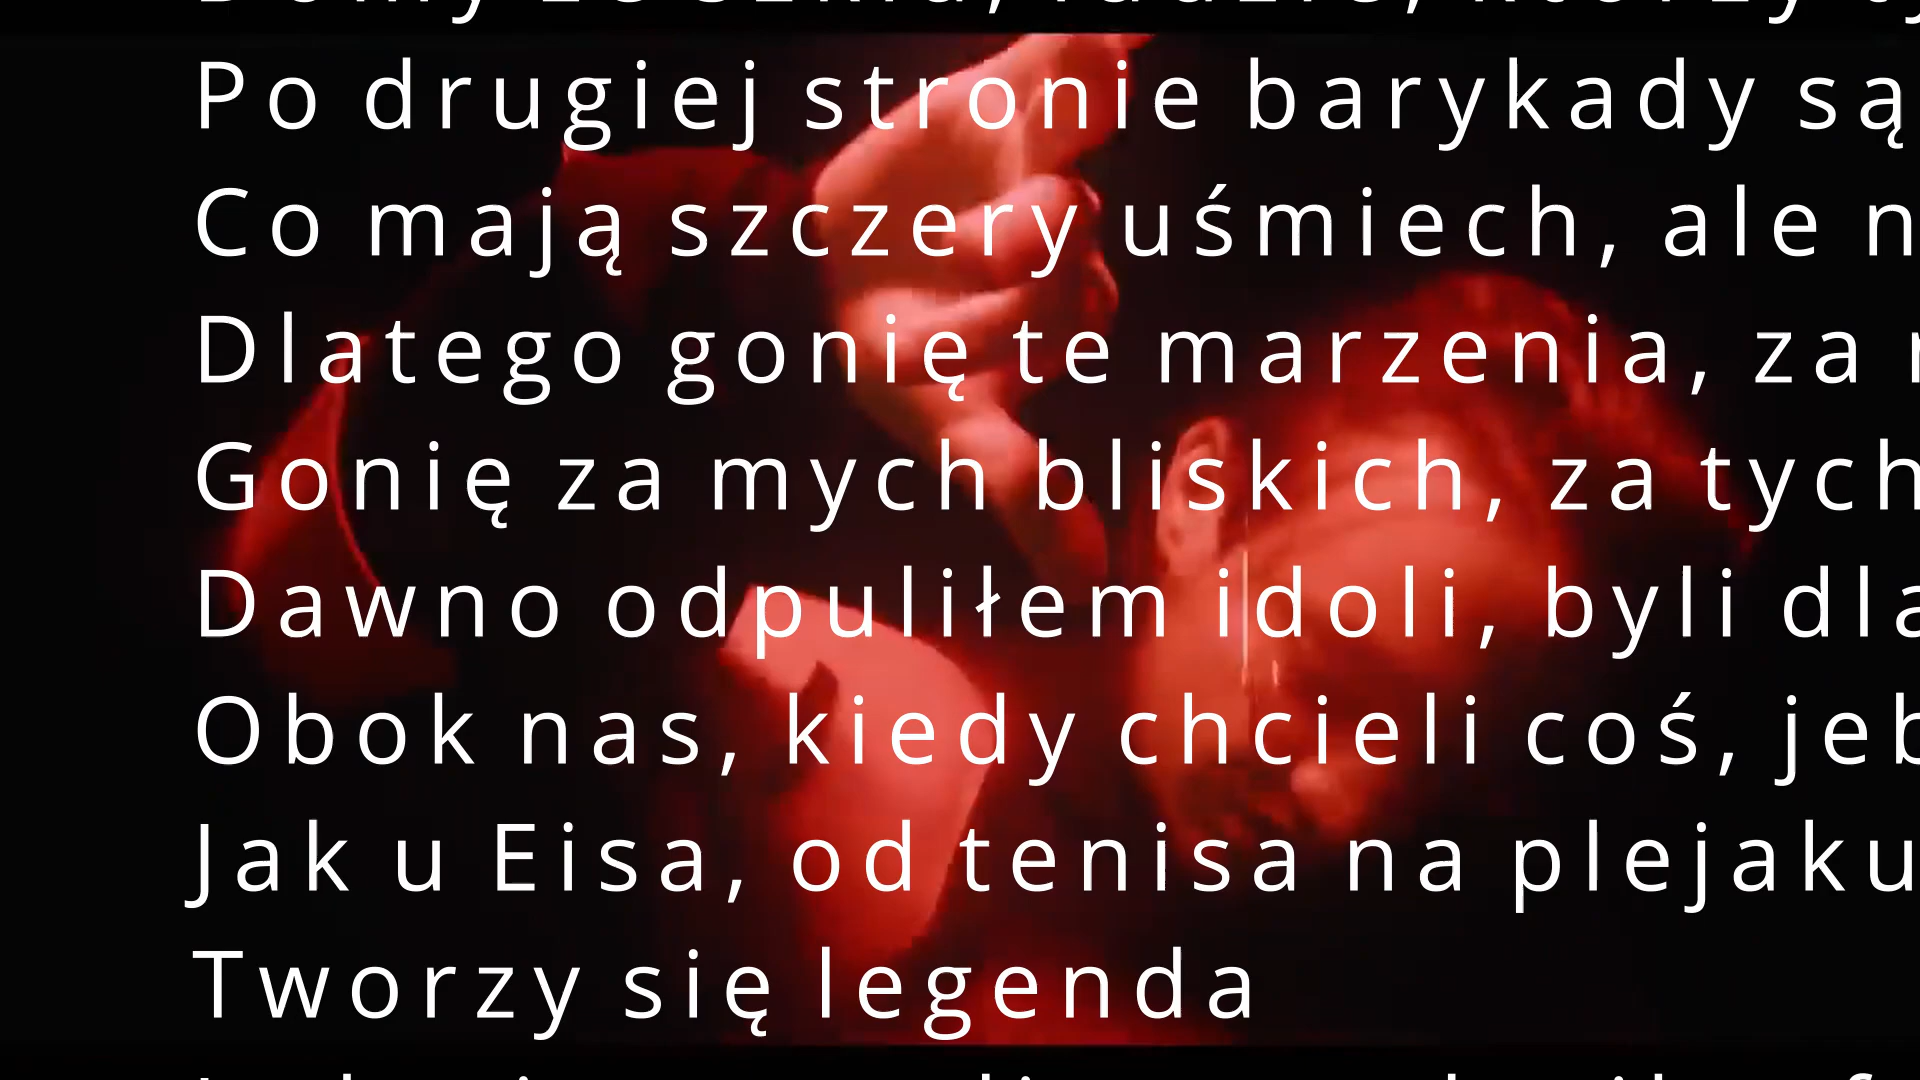 Po drugiej stronie barykady są
Co mają szczery uśmiech, ale
Dlatego gonię te marzenia, za
Gonię za mych bliskich, za tych
Dawno odpuliłem idoli, byli dla
Obok nas, kiedy chcieli coś,
Jak u Eisa, od tenisa na plejaku
Tworzy się legenda